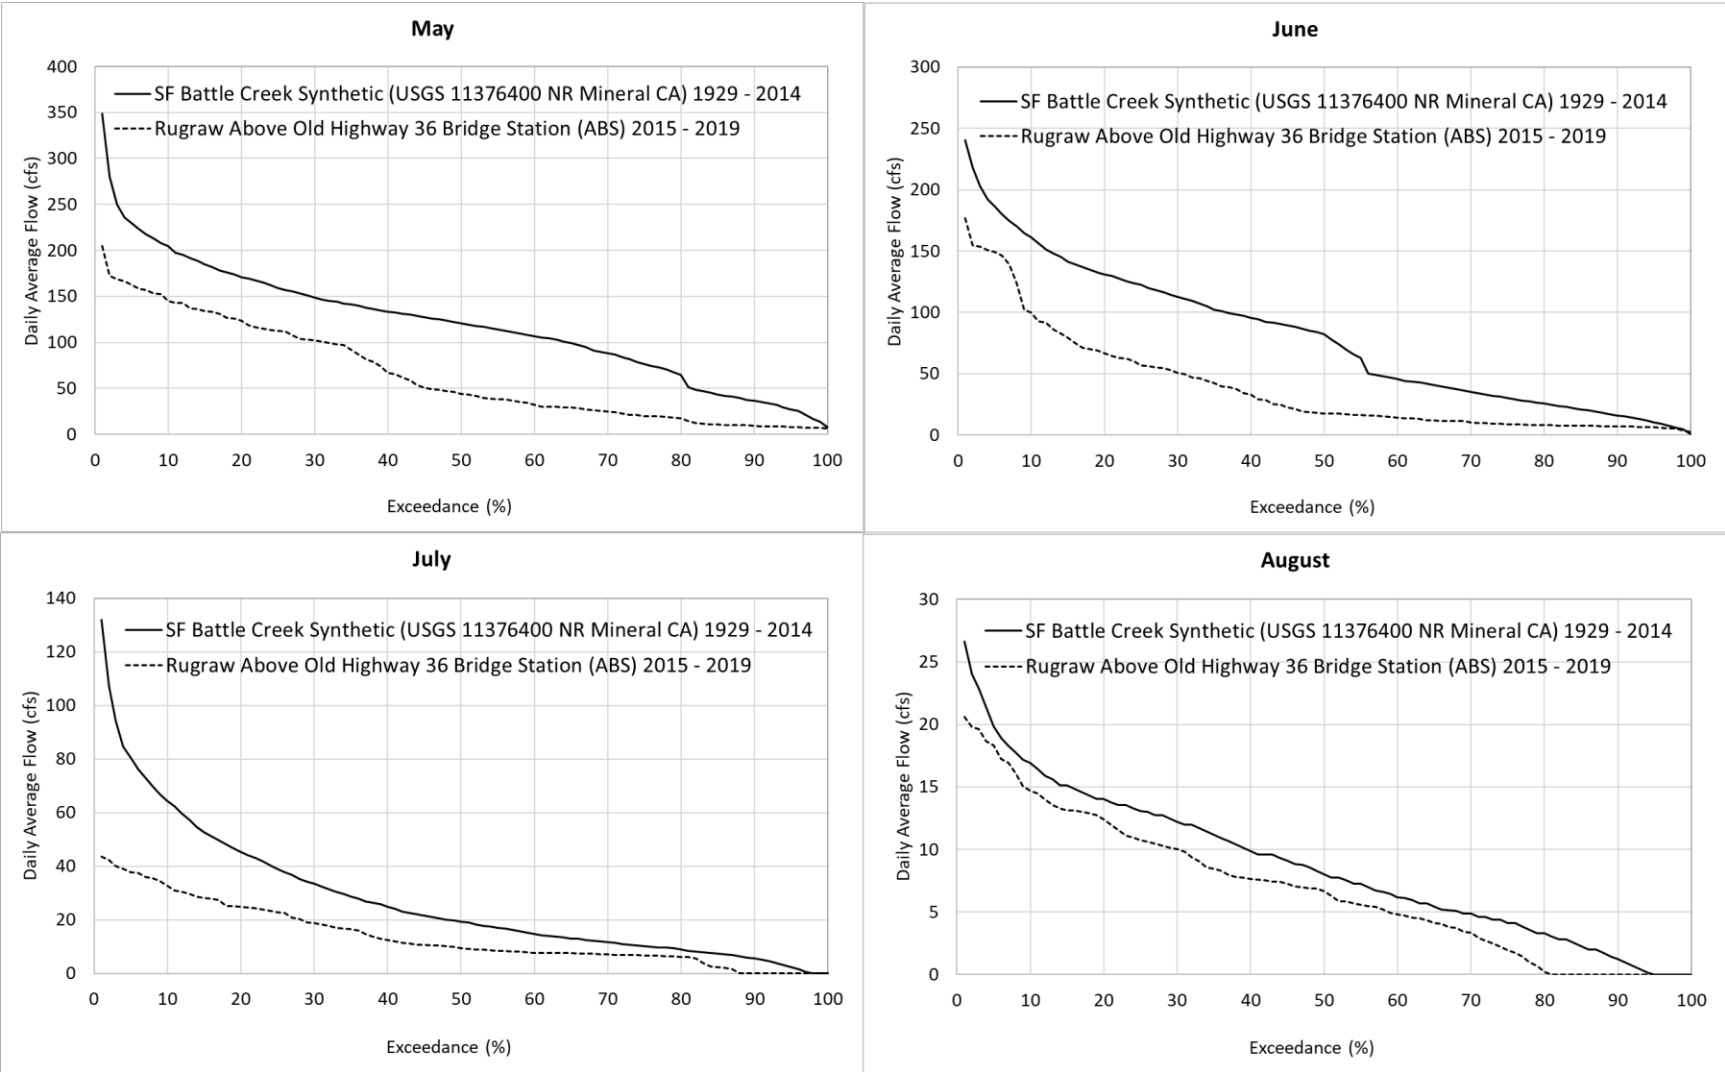 May
400
350
300
250
200
150
100
50
0
Daily Average Flow (cfs)
SF Battle Creek Synthetic (USGS 11376400 NR Mineral CA) 1929 - 2014
Rugraw Above Old Highway 36 Bridge Station (ABS) 2015 - 2019
0 10 20 30 40 50 60 70 80 90 100
Exceedance (%)
June
300
250
200
150
100
50
0
Daily Average Flow (cfs)
SF Battle Creek Synthetic (USGS 11376400 NR Mineral CA) 1929 - 2014
Rugraw Above Old Highway 36 Bridge Station (ABS) 2015 - 2019
0 10 20 30 40 50 60 70 80 90 100
Exceedance (%)
July
140
120
100
80
60
40
20
0
Daily Average Flow (cfs)
SF Battle Creek Synthetic (USGS 11376400 NR Mineral CA) 1929 - 2014
Rugraw Above Old Highway 36 Bridge Station (ABS) 2015 - 2019
0 10 20 30 40 50 60 70 80 90 100
Exceedance (%)
August
30
25
20
15
10
5
0
Daily Average Flow (cfs)
SF Battle Creek Synthetic (USGS 11376400 NR Mineral CA) 1929 - 2014
Rugraw Above Old Highway 36 Bridge Station (ABS) 2015 - 2019
0 10 20 30 40 50 60 70 80 90 100
Exceedance (%)